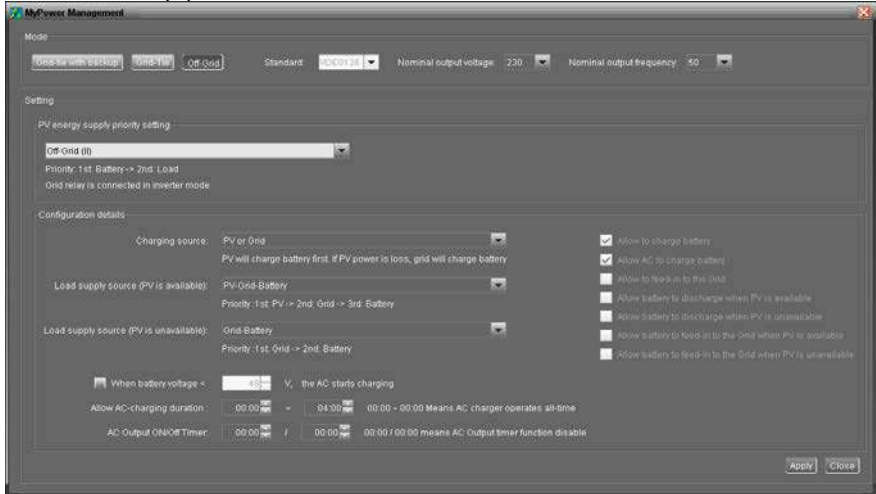 MyPower Management
Mode
Grid-tie with backup Grid-Tie Off-Grid Standard: VDE0126 Nominal output voltage: 230 Nominal output frequency: 50
Setting
PV energy supply priority setting
Off-Grid (II)
Priority: 1st: Battery-> 2nd: Load
Grid relay is connected in inverter mode
Configuration details
Charging source: PV or Grid
PV will charge battery first. If PV power is loss, grid will charge battery
Load supply source (PV is available): PV-Grid-Battery
Priority :1st: PV -> 2nd: Grid -> 3rd: Battery
Load supply source (PV is unavailable): Grid-Battery
Priority :1st: Grid -> 2nd: Battery
Allow to charge battery
Allow AC to charge battery
Allow to feed-in to the Grid
Allow battery to discharge when PV is available
Allow battery to discharge when PV is unavailable
Allow battery to feed-in to the Grid when PV is available
Allow battery to feed-in to the Grid when PV is unavailable
When battery voltage < 48 V, the AC starts charging
Allow AC-charging duration : 00:00 ~ 04:00 00:00 ~ 00:00 Means AC charger operates all-time
AC Output ON/Off Timer: 00:00 / 00:00 00:00 / 00:00 means AC Output timer function disable
Apply Close